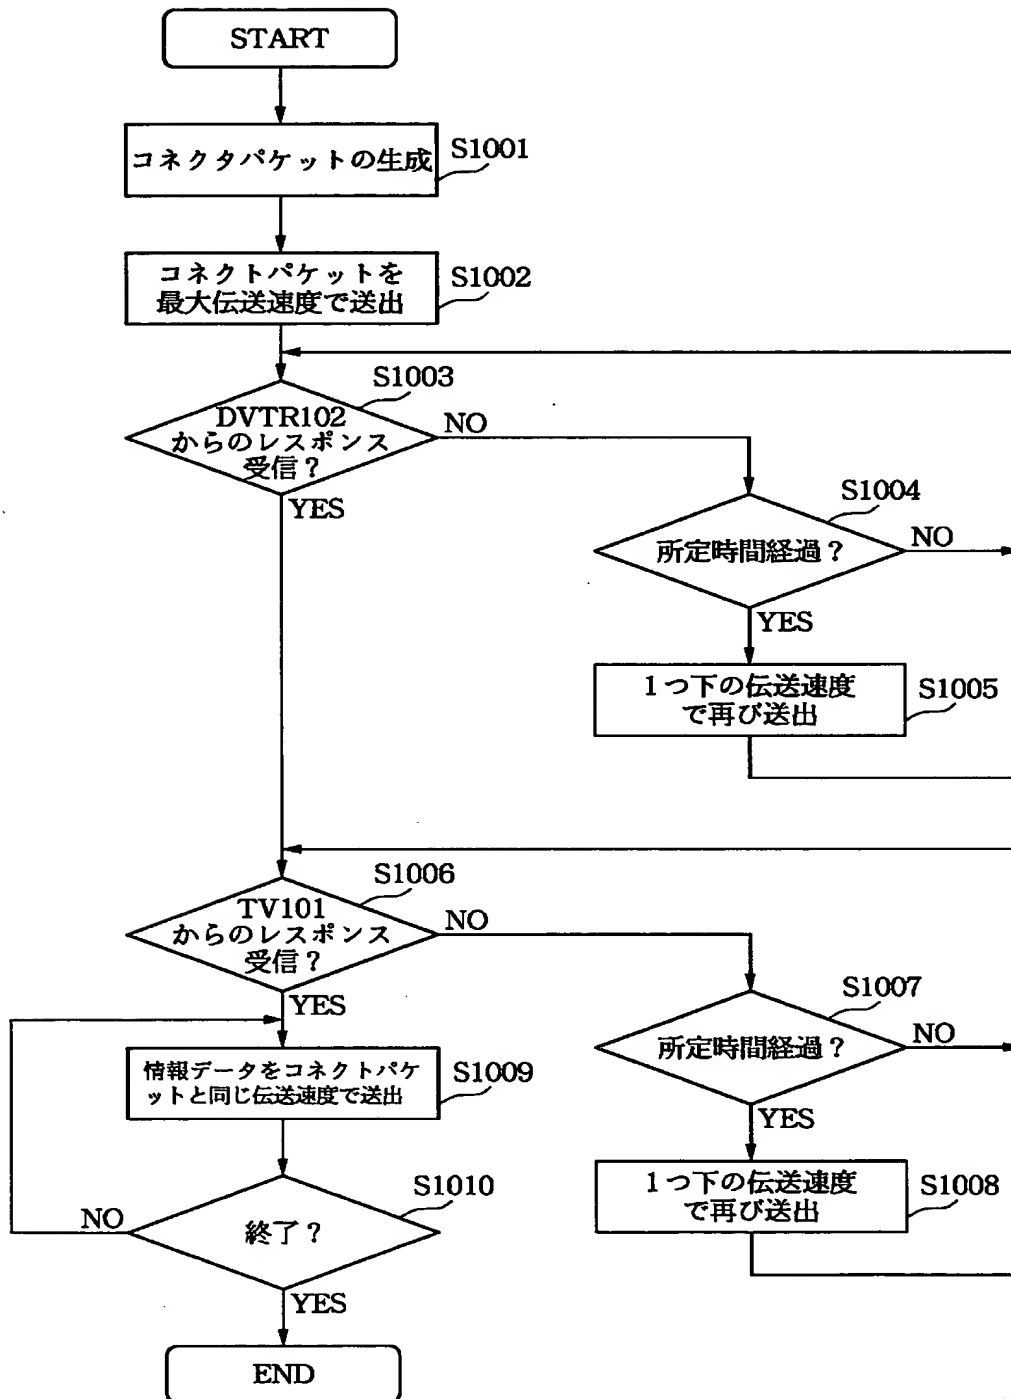 START
コネクタパケットの生成
S1001
コネクトパケットを
最大伝送速度で送出
S1002
S1003
DVTR102
からのレスポンス
受信？
NO
YES
S1004
所定時間経過？
NO
YES
1つ下の伝送速度
で再び送出
S1005
S1006
TV101
からのレスポンス
受信？
NO
YES
S1007
所定時間経過？
NO
YES
1つ下の伝送速度
で再び送出
S1008
情報データをコネクトパケ
ットと同じ伝送速度で送出
S1009
S1010
終了？
NO
YES
END